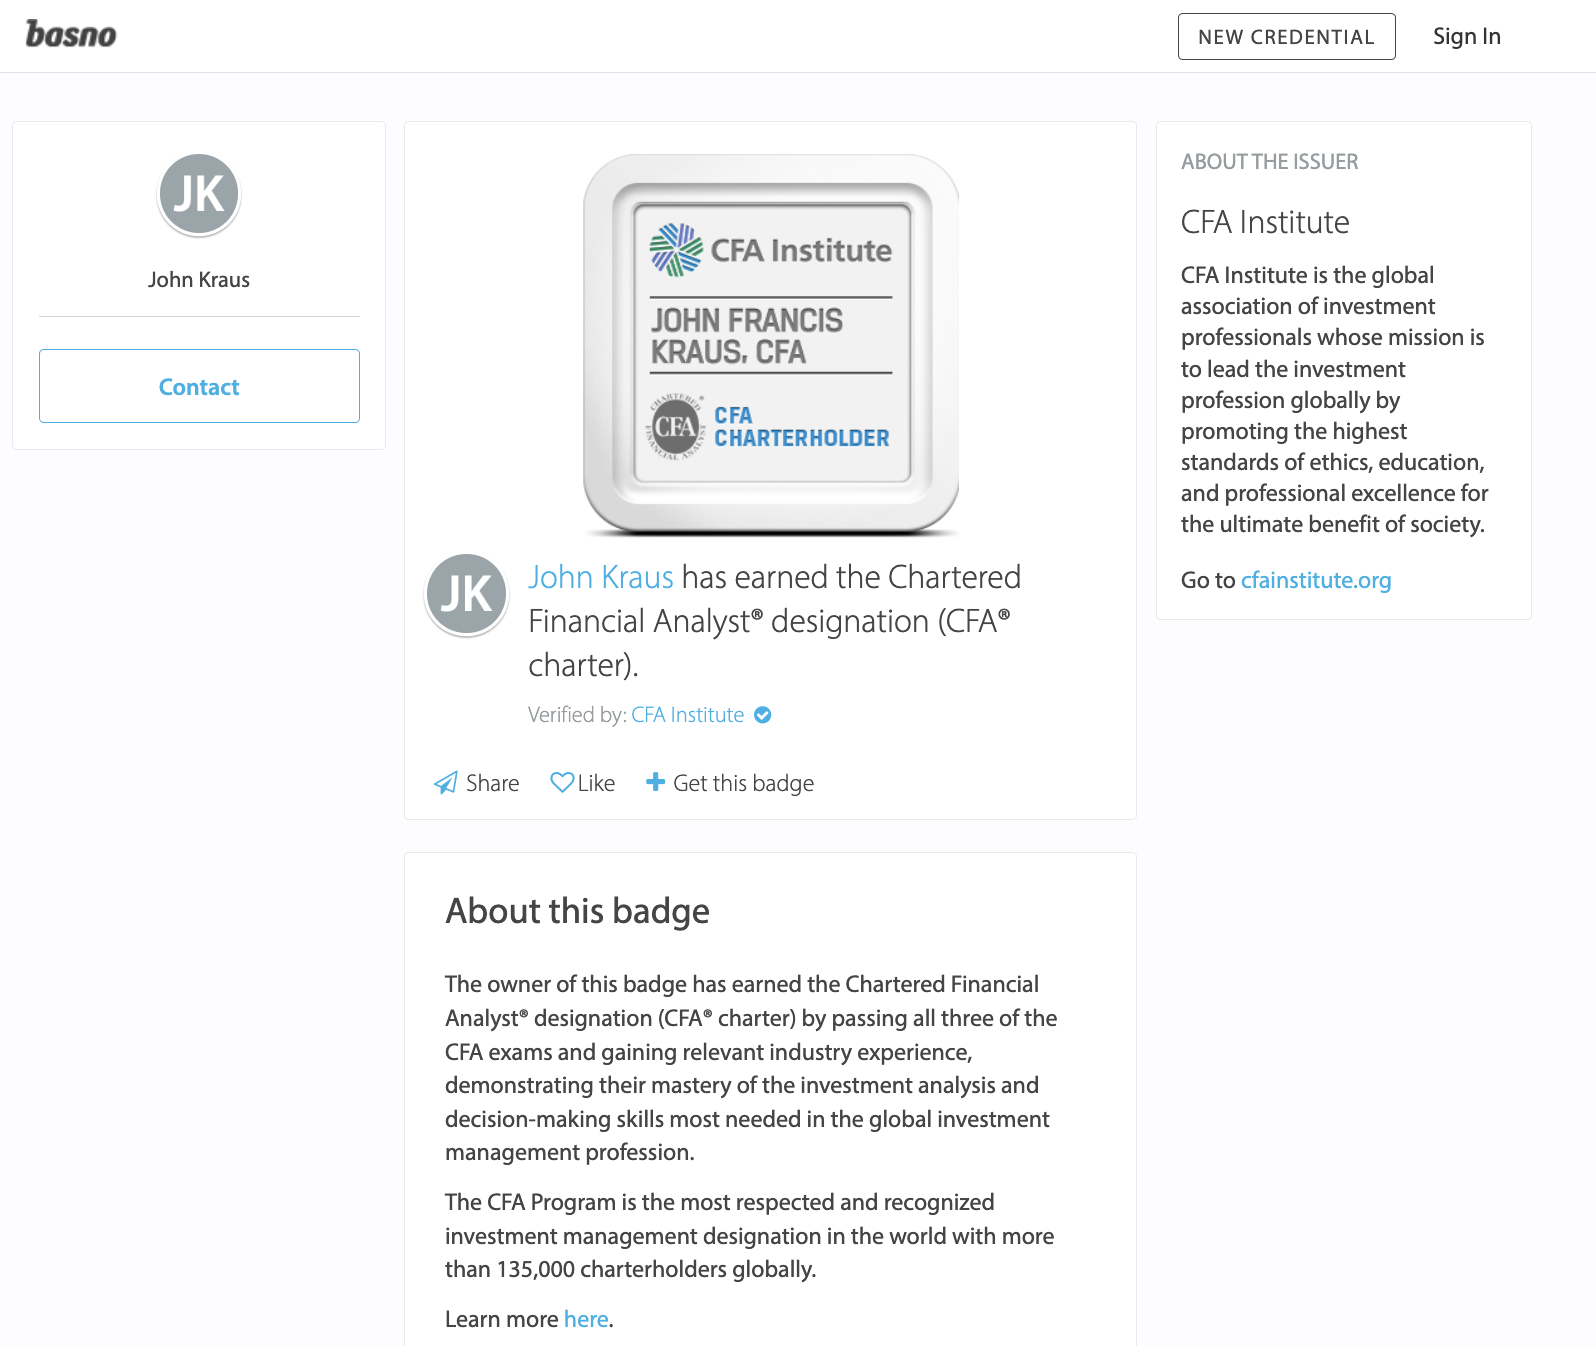 basno
NEW CREDENTIAL
Sign In
JK
John Kraus
Contact
CFA Institute
JOHN FRANCIS
KRAUS, CFA
CHARTERED
CFA
FINANCIAL ANALYST
®
CFA
CHARTERHOLDER
JK
John Kraus has earned the Chartered
Financial Analyst® designation (CFA®
charter).
Verified by: CFA Institute
Share
Like
Get this badge
About this badge
The owner of this badge has earned the Chartered Financial
Analyst® designation (CFA® charter) by passing all three of the
CFA exams and gaining relevant industry experience,
demonstrating their mastery of the investment analysis and
decision-making skills most needed in the global investment
management profession.
The CFA Program is the most respected and recognized
investment management designation in the world with more
than 135,000 charterholders globally.
Learn more here.
ABOUT THE ISSUER
CFA Institute
CFA Institute is the global
association of investment
professionals whose mission is
to lead the investment
profession globally by
promoting the highest
standards of ethics, education,
and professional excellence for
the ultimate benefit of society.
Go to cfainstitute.org